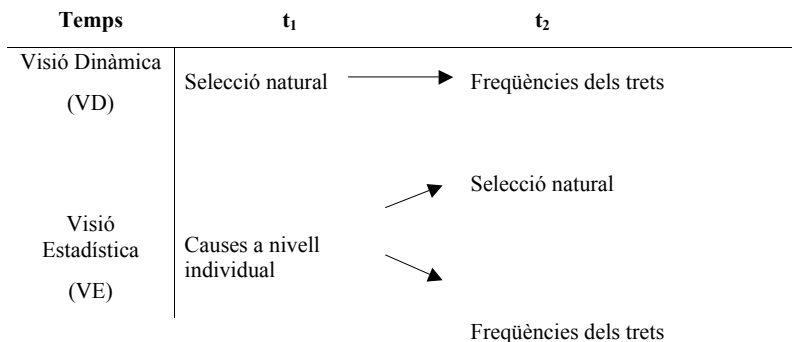 Temps t₁ t₂
Visió Dinàmica
(VD)
Selecció natural Freqüències dels trets
Selecció natural
Visió
Estadística
(VE)
Causes a nivell
individual
Freqüències dels trets